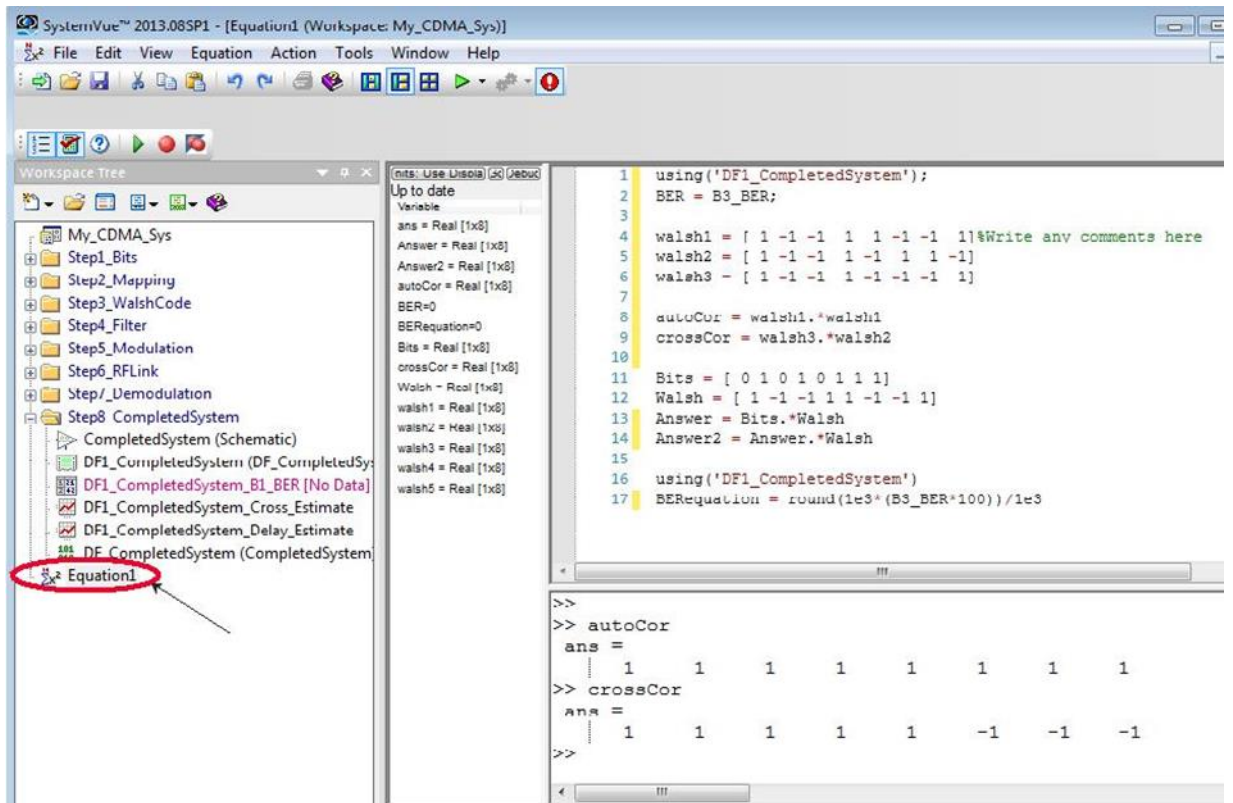 SystemVue™ 2013.08SP1 - [Equation1 (Workspace: My_CDMA_Sys)]
File Edit View Equation Action Tools Window Help
Workspace Tree
My_CDMA_Sys
Step1_Bits
Step2_Mapping
Step3_WalshCode
Step4_Filter
Step5_Modulation
Step6_RFLink
Step7_Demodulation
Step8_CompletedSystem
CompletedSystem (Schematic)
DF1_CompletedSystem (DF_CompletedSy
DF1_CompletedSystem_B1_BER [No Data]
DF1_CompletedSystem_Cross_Estimate
DF1_CompletedSystem_Delay_Estimate
DF_CompletedSystem (CompletedSystem)
Equation1
nits: Use Displa
Debug
Up to date
Variable
ans = Real [1x8]
Answer = Real [1x8]
Answer2 = Real [1x8]
autoCor = Real [1x8]
BER=0
BERequation=0
Bits = Real [1x8]
crossCor = Real [1x8]
Walsh = Real [1x8]
walsh1 = Real [1x8]
walsh2 = Real [1x8]
walsh3 = Real [1x8]
walsh4 = Real [1x8]
walsh5 = Real [1x8]
1 using('DF1_CompletedSystem');
2 BER = B3_BER;
3
4 walsh1 = [ 1 -1 -1 1 1 -1 -1 1]%Write any comments here
5 walsh2 = [ 1 -1 -1 1 -1 1 1 -1]
6 walsh3 = [ 1 -1 -1 1 -1 -1 -1 1]
7
8 autoCor = walsh1.*walsh1
9 crossCor = walsh3.*walsh2
10
11 Bits = [ 0 1 0 1 0 1 1 1]
12 Walsh = [ 1 -1 -1 1 1 -1 -1 1]
13 Answer = Bits.*Walsh
14 Answer2 = Answer.*Walsh
15
16 using('DF1_CompletedSystem')
17 BERequation = round(1e3*(B3_BER*100))/1e3
>>
>> autoCor
ans =
1 1 1 1 1 1 1 1
>> crossCor
ans =
1 1 1 1 1 -1 -1 -1
>>